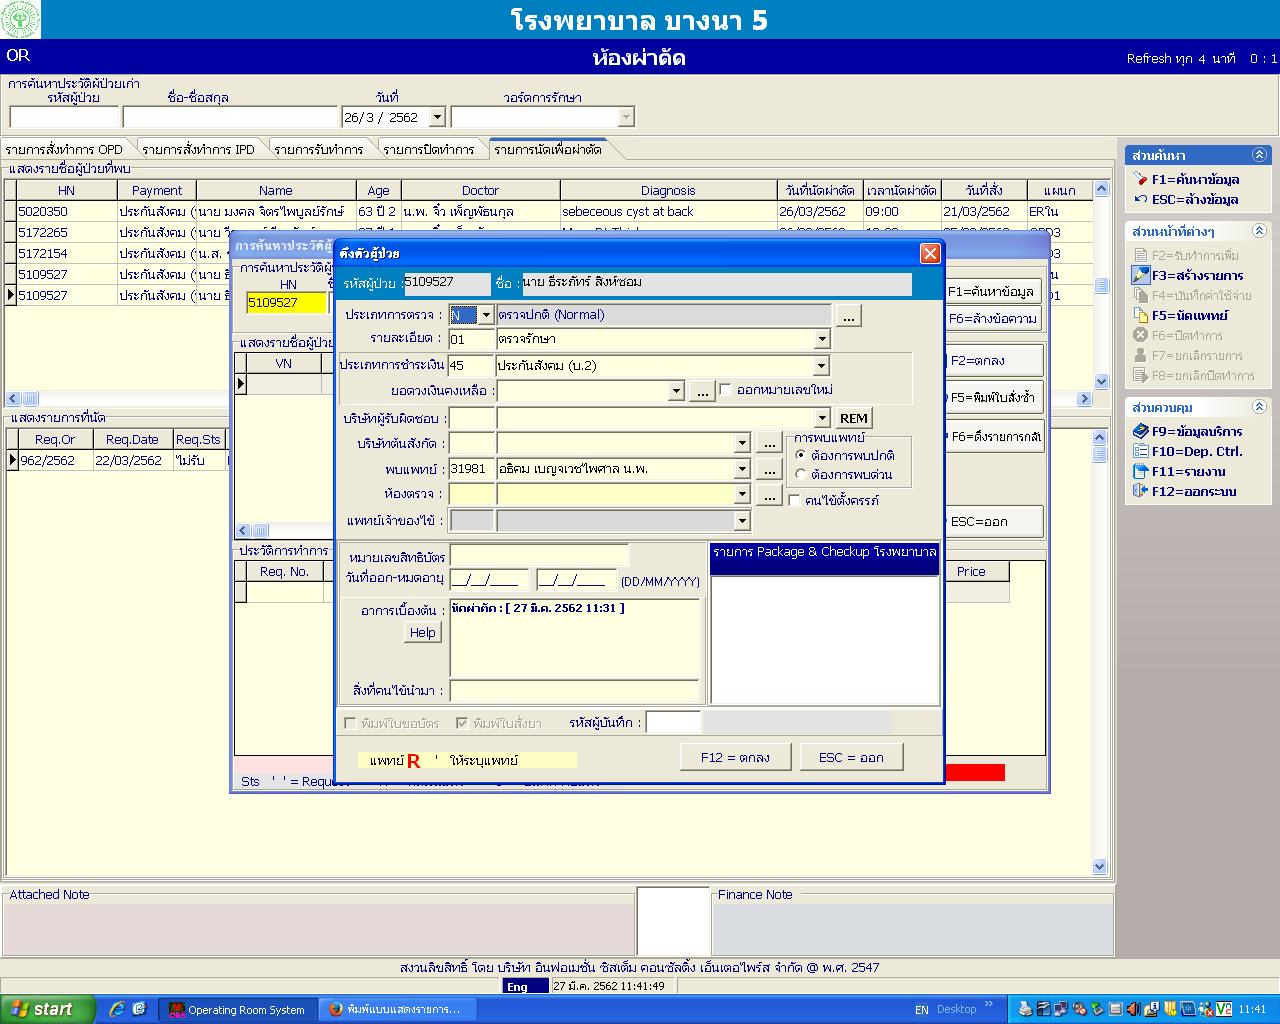 โรงพยาบาล บางนา 5
OR
ห้องผ่าตัด
Refresh ทุก 4 นาที 0 : 1
การค้นหาประวัติผู้ป่วยเก่า
รหัสผู้ป่วย ชื่อ-ชื่อสกุล วันที่ วอร์ดการรักษา
26/3 / 2562
รายการสั่งทำการ OPD รายการสั่งทำการ IPD รายการรับทำการ รายการปิดทำการ รายการนัดเพื่อผ่าตัด
แสดงรายชื่อผู้ป่วยที่พบ
HN Payment Name Age Doctor Diagnosis วันที่นัดผ่าตัด เวลานัดผ่าตัด วันที่สั่ง แผนก
5020350 ประกันสังคม ( นาย มงคล จิตรไพบูลย์รักษ์ 63 ปี 2 น.พ. จิ๋ว เพ็ญพัธนกุล sebeceous cyst at back 26/03/2562 09:00 21/03/2562 ERใน
5172265 ประกันสังคม (
5172154 ประกันสังคม ( น.ส.
5109527 ประกันสังคม ( นาย
5109527 ประกันสังคม ( นาย
แสดงรายการที่นัด
Req.Or Req.Date Req.Sts
962/2562 22/03/2562 ไม่รับ
การค้นหาประวัติผู้
การค้นหาประวัติผู้ป
HN
5109527
แสดงรายชื่อผู้ป่วย
VN
ประวัติการทำการ
Req. No. Price
F1=ค้นหาข้อมูล
F6=ล้างข้อความ
F2=ตกลง
F5=พิมพ์ใบสั่งซ้ำ
F6=ดึงรายการกลับ
ESC=ออก
Sts ' ' = Request
ดึงตัวผู้ป่วย
รหัสผู้ป่วย : 5109527 ชื่อ : นาย ธีระภัทร์ สิงห์ซอม
ประเภทการตรวจ : N ตรวจปกติ (Normal) ...
รายละเอียด : 01 ตรวจรักษา
ประเภทการชำระเงิน 45 ประกันสังคม (บ.2)
ยอดวงเงินคงเหลือ : ... ออกหมายเลขใหม่
บริษัทผู้รับผิดชอบ : REM
บริษัทต้นสังกัด : ... การพบแพทย์
พบแพทย์ : 31981 อธิคม เบญจเวชไพศาล น.พ. ... ต้องการพบปกติ
ต้องการพบด่วน
ห้องตรวจ : ... คนไข้ตั้งครรภ์
แพทย์เจ้าของไข้ :
หมายเลขสิทธิบัตร
วันที่ออก-หมดอายุ __/__/____ __/__/____ (DD/MM/YYYY)
อาการเบื้องต้น : นัดผ่าตัด : [ 27 มี.ค. 2562 11:31 ]
Help
สิ่งที่คนไข้นำมา :
รายการ Package & Checkup โรงพยาบาล
พิมพ์ใบขอบัตร พิมพ์ใบสั่งยา รหัสผู้บันทึก :
แพทย์ R ' ให้ระบุแพทย์ F12 = ตกลง ESC = ออก
ส่วนค้นหา
F1=ค้นหาข้อมูล
ESC=ล้างข้อมูล
ส่วนหน้าที่ต่างๆ
F2=รับทำการเพิ่ม
F3=สร้างรายการ
F4=บันทึกค่าใช้จ่าย
F5=นัดแพทย์
F6=ปิดทำการ
F7=ยกเลิกรายการ
F8=ยกเลิกปิดทำการ
ส่วนควบคุม
F9=ข้อมูลบริการ
F10=Dep. Ctrl.
F11=รายงาน
F12=ออกระบบ
Attached Note
Finance Note
สงวนลิขสิทธิ์ โดย บริษัท อินฟอเมชั่น ซิสเต็ม คอนซัลติ้ง เอ็นเตอไพร์ส จำกัด @ พ.ศ. 2547
Eng 27 มี.ค. 2562 11:41:49
start Operating Room System พิมพ์แบบแสดงรายการ... EN Desktop 11:41